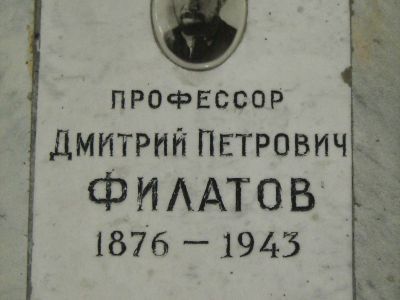 ПРОФЕССОР
ДМИТРИЙ ПЕТРОВИЧ
ФИЛАТОВ
1876 — 1943